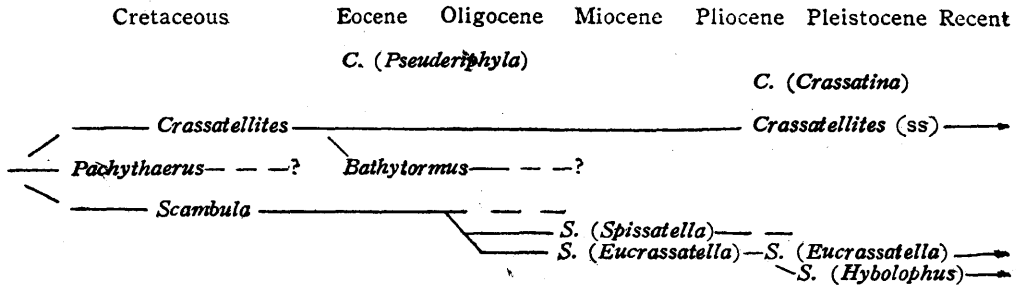 Cretaceous Eocene Oligocene Miocene Pliocene Pleistocene Recent
C. (Pseuderiphyla)
C. (Crassatina)
Crassatellites Crassatellites (ss)
Pachythaerus ? Bathytormus ?
Scambula
S. (Spissatella)
S. (Eucrassatella) S. (Eucrassatella)
S. (Hybolophus)